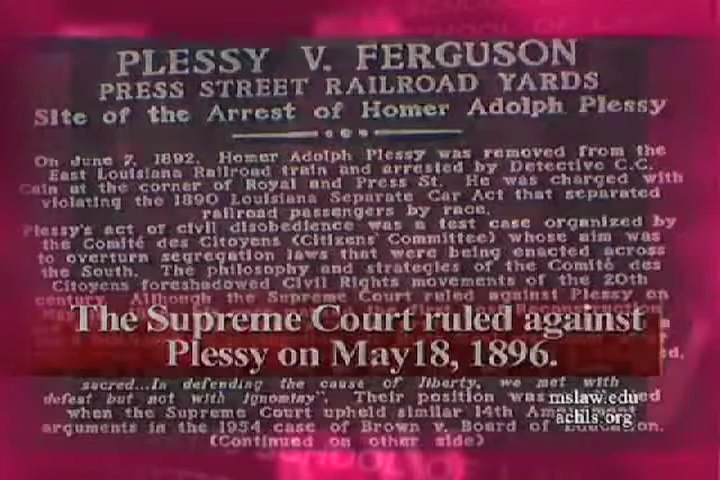 PLESSY V. FERGUSON
PRESS STREET RAILROAD YARDS
Site of the Arrest of Homer Adolph Plessy
On June 7, 1892, Homer Adolph Plessy was removed from the
East Louisiana Railroad train and arrested by Detective C.C.
Cain at the corner of Royal and Press St. He was charged with
violating the 1890 Louisiana Separate Car Act that separated
railroad passengers by race.
Plessy's act of civil disobedience was a test case organized by
the Comité des Citoyens (Citizens' Committee) whose aim was
to overturn segregation laws that were being enacted across
the South. The philosophy and strategies of the Comité des
Citoyens foreshadowed Civil Rights movements of the 20th
century. Although the Supreme Court ruled against Plessy on
The Supreme Court ruled against
Plessy on May18, 1896.
sacred...In defending the cause of liberty, we met with
defeat but not with ignominy". Their position was
when the Supreme Court upheld similar 14th
arguments in the 1954 case of Brown v. Board of Education.
(Continued on other side)
mslaw.edu
achls.org